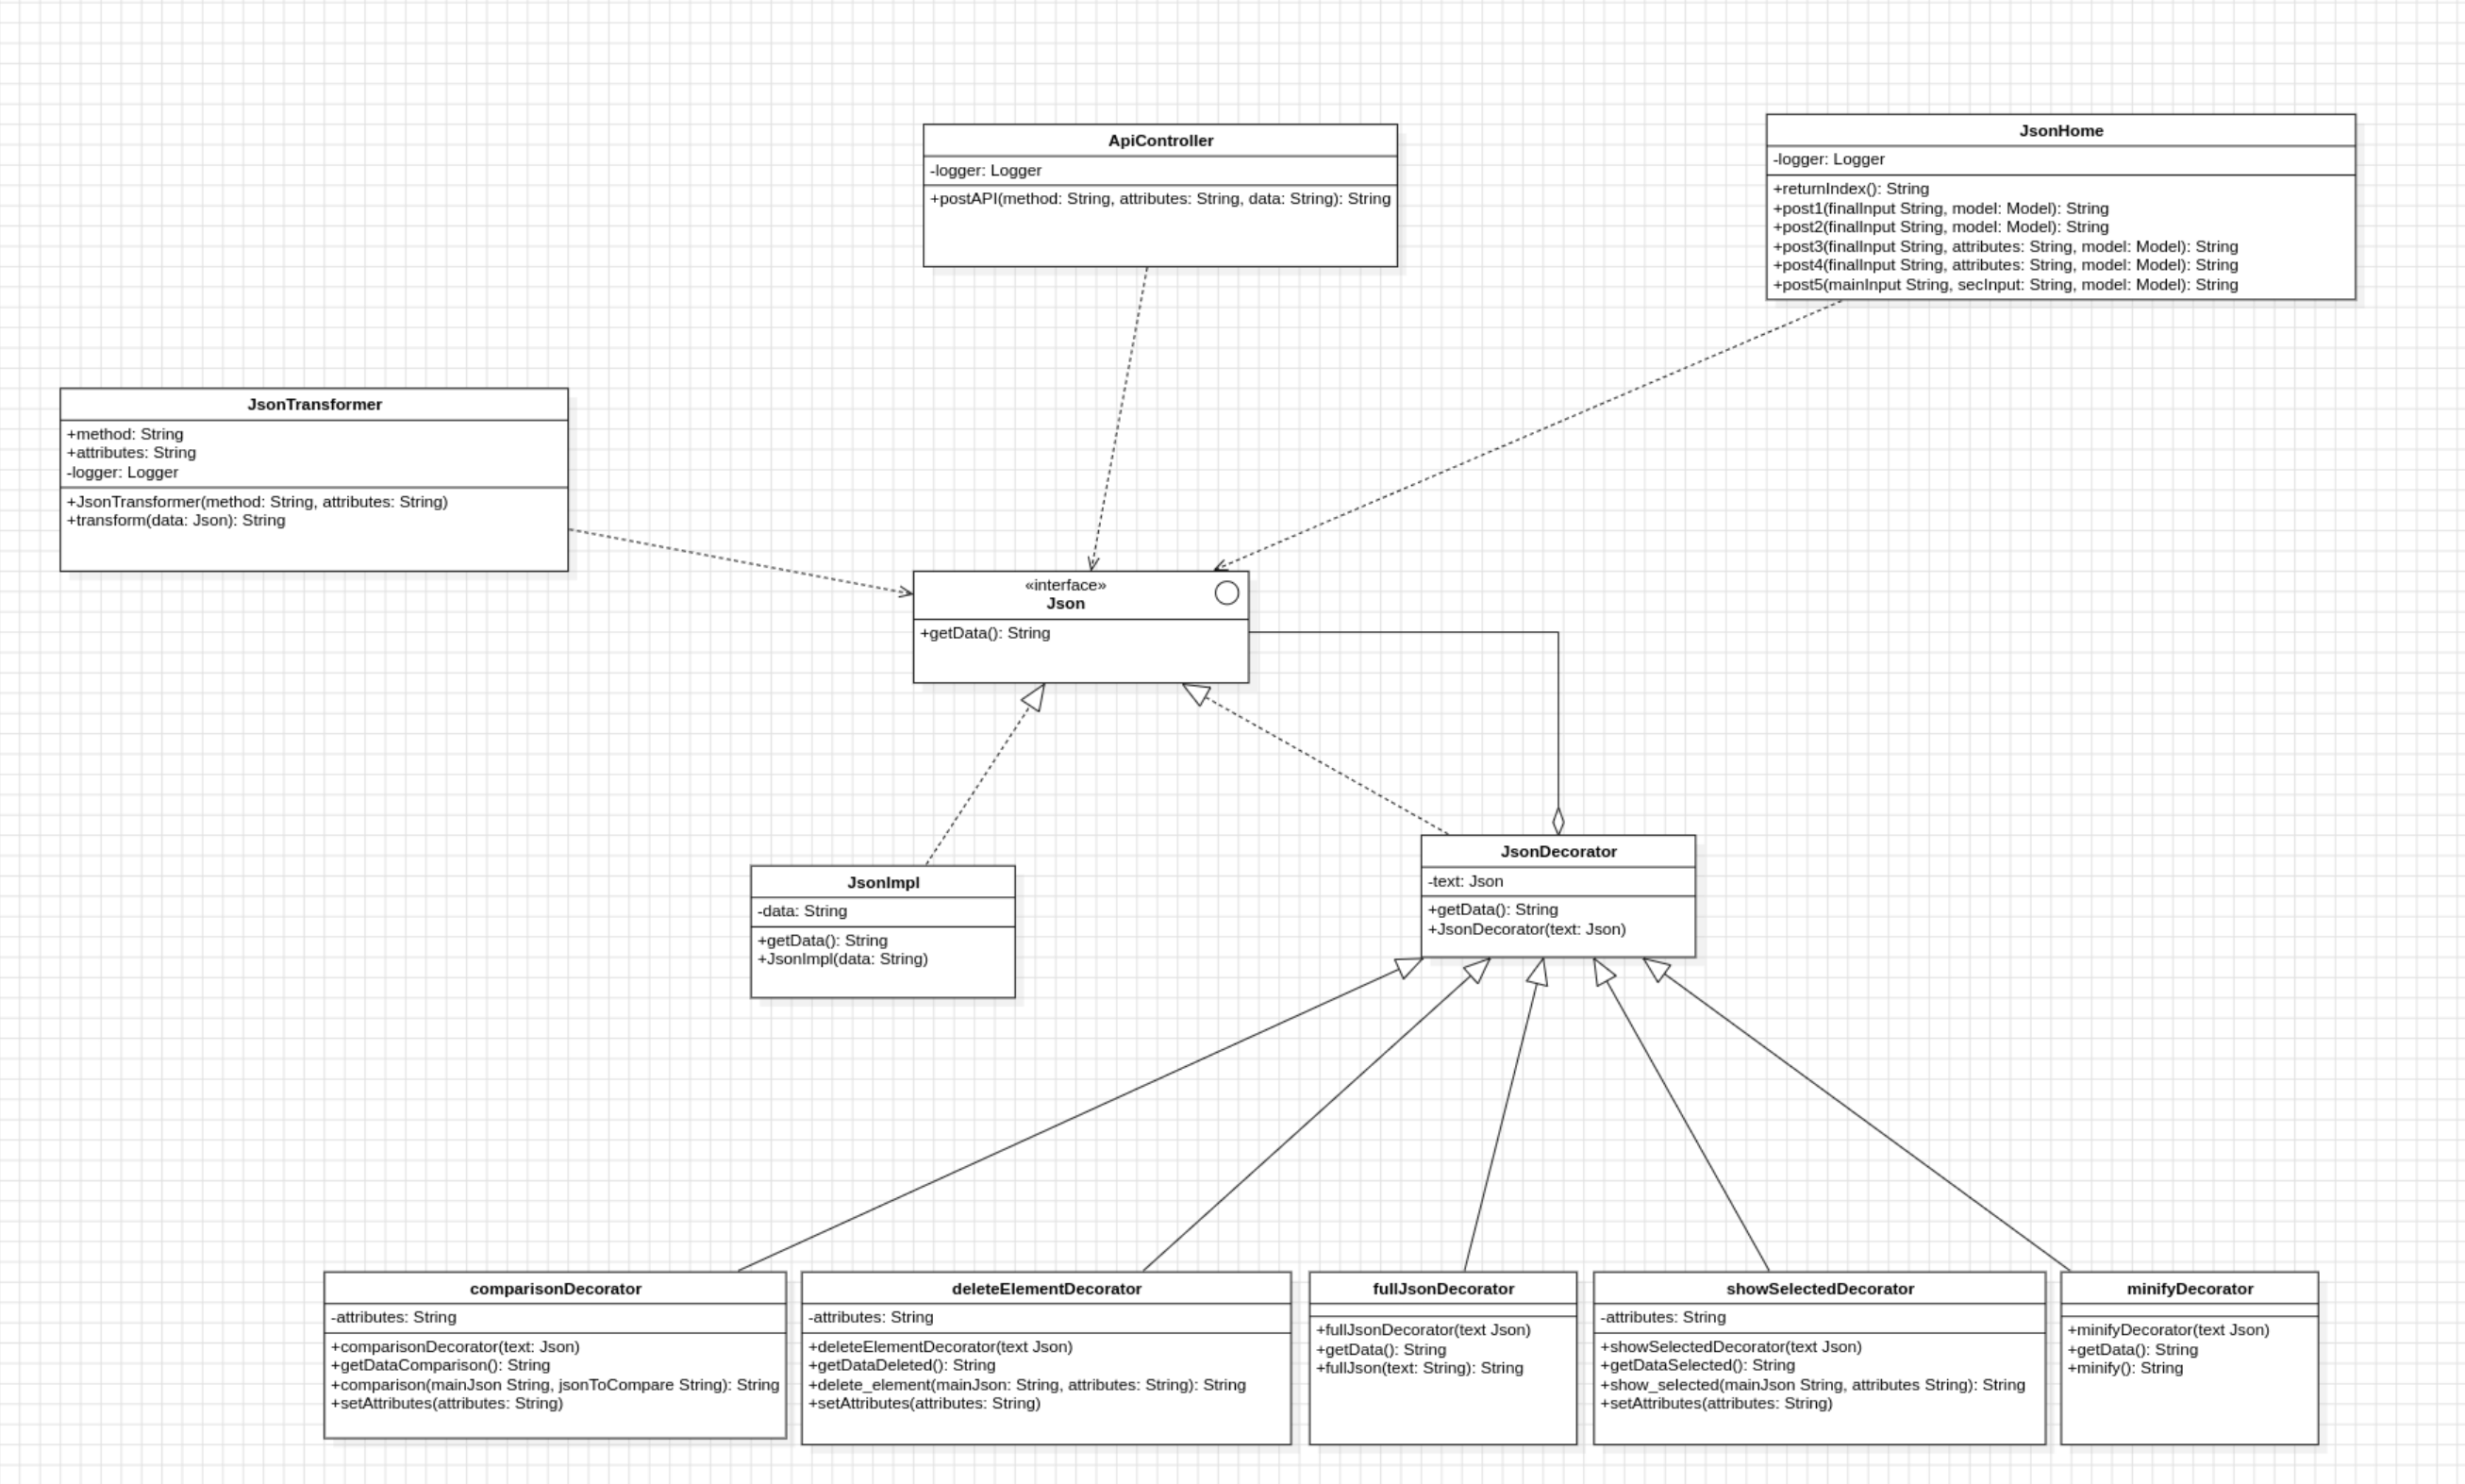 ApiController
-logger: Logger
+postAPI(method: String, attributes: String, data: String): String
JsonHome
-logger: Logger
+returnIndex(): String
+post1(finalInput String, model: Model): String
+post2(finalInput String, model: Model): String
+post3(finalInput String, attributes: String, model: Model): String
+post4(finalInput String, attributes: String, model: Model): String
+post5(mainInput String, secInput: String, model: Model): String
JsonTransformer
+method: String
+attributes: String
-logger: Logger
+JsonTransformer(method: String, attributes: String)
+transform(data: Json): String
«interface»
Json
+getData(): String
JsonImpl
-data: String
+getData(): String
+JsonImpl(data: String)
JsonDecorator
-text: Json
+getData(): String
+JsonDecorator(text: Json)
comparisonDecorator
-attributes: String
+comparisonDecorator(text: Json)
+getDataComparison(): String
+comparison(mainJson String, jsonToCompare String): String
+setAttributes(attributes: String)
deleteElementDecorator
-attributes: String
+deleteElementDecorator(text Json)
+getDataDeleted(): String
+delete_element(mainJson: String, attributes: String): String
+setAttributes(attributes: String)
fullJsonDecorator
+fullJsonDecorator(text Json)
+getData(): String
+fullJson(text: String): String
showSelectedDecorator
-attributes: String
+showSelectedDecorator(text Json)
+getDataSelected(): String
+show_selected(mainJson String, attributes String): String
+setAttributes(attributes: String)
minifyDecorator
+minifyDecorator(text Json)
+getData(): String
+minify(): String